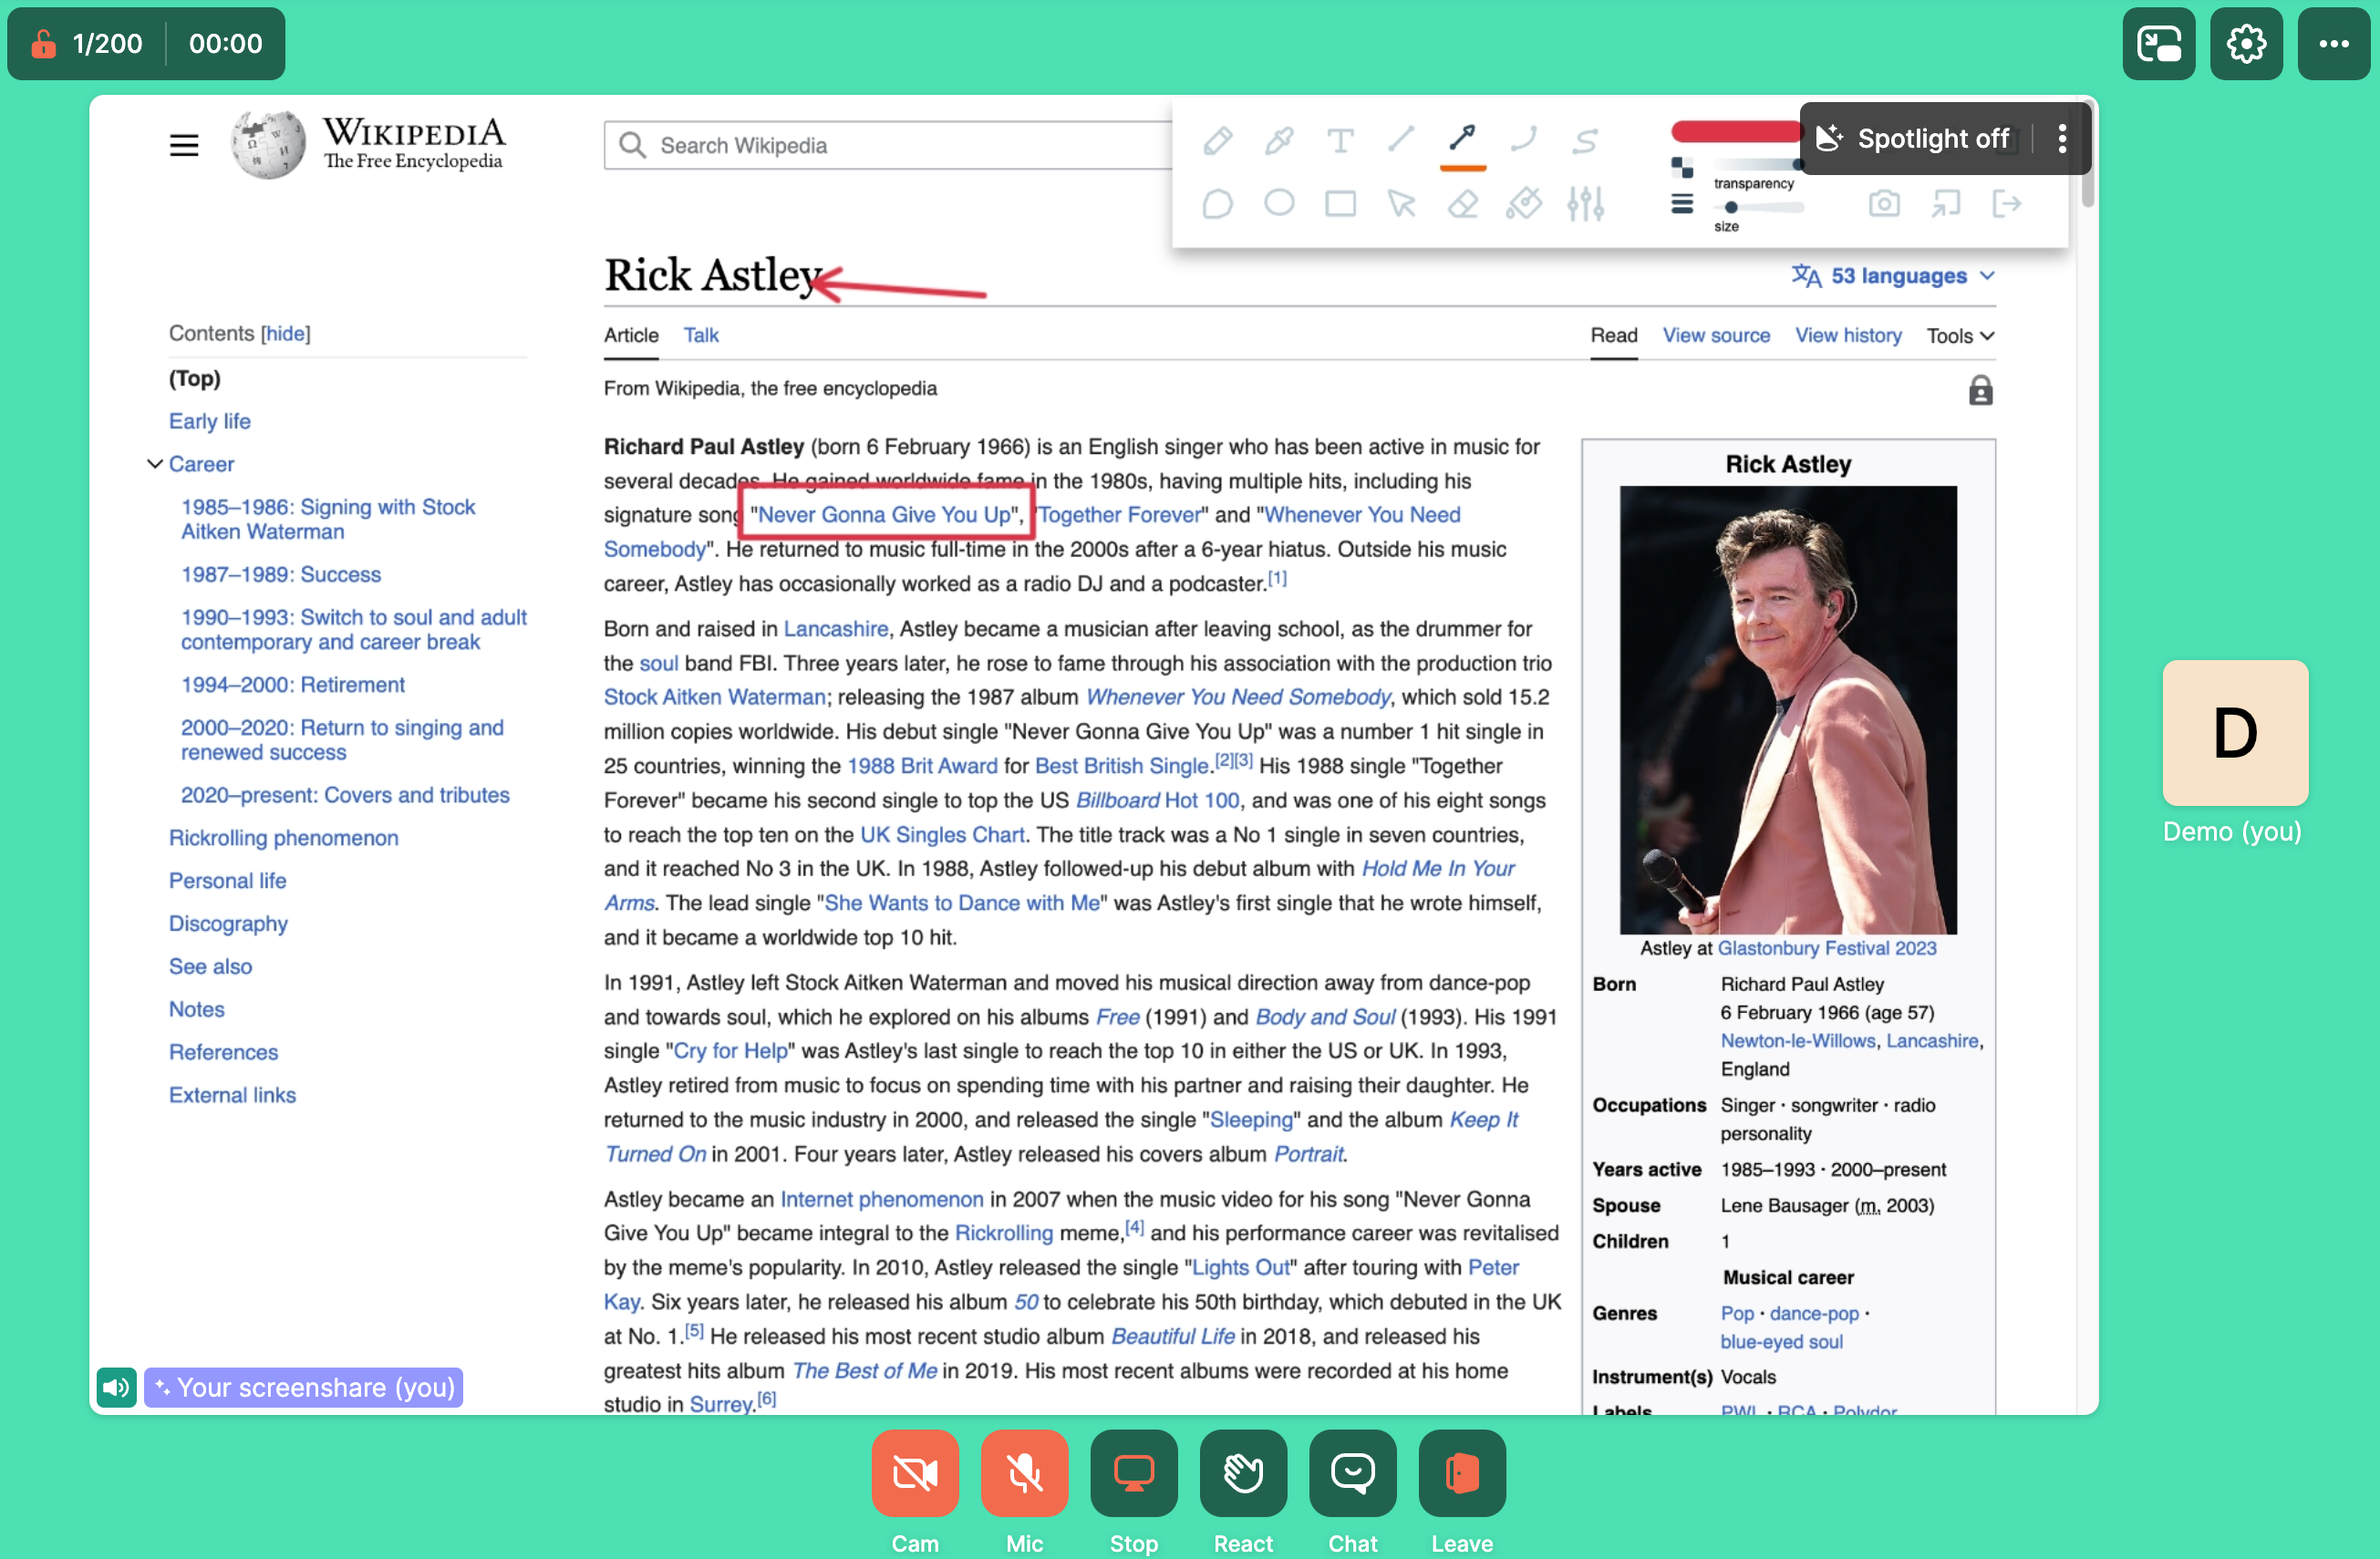 1/200 00:00
WIKIPEDIA
The Free Encyclopedia
Search Wikipedia
Spotlight off
transparency
size
Rick Astley
53 languages
Contents [hide]
(Top)
Early life
Career
1985–1986: Signing with Stock
Aitken Waterman
1987–1989: Success
1990–1993: Switch to soul and adult
contemporary and career break
1994–2000: Retirement
2000–2020: Return to singing and
renewed success
2020–present: Covers and tributes
Rickrolling phenomenon
Personal life
Discography
See also
Notes
References
External links
Article Talk
Read View source View history Tools
From Wikipedia, the free encyclopedia
Richard Paul Astley (born 6 February 1966) is an English singer who has been active in music for
several decades. He gained worldwide fame in the 1980s, having multiple hits, including his
signature song "Never Gonna Give You Up", "Together Forever" and "Whenever You Need
Somebody". He returned to music full-time in the 2000s after a 6-year hiatus. Outside his music
career, Astley has occasionally worked as a radio DJ and a podcaster.[1]
Born and raised in Lancashire, Astley became a musician after leaving school, as the drummer for
the soul band FBI. Three years later, he rose to fame through his association with the production trio
Stock Aitken Waterman; releasing the 1987 album Whenever You Need Somebody, which sold 15.2
million copies worldwide. His debut single "Never Gonna Give You Up" was a number 1 hit single in
25 countries, winning the 1988 Brit Award for Best British Single.[2][3] His 1988 single "Together
Forever" became his second single to top the US Billboard Hot 100, and was one of his eight songs
to reach the top ten on the UK Singles Chart. The title track was a No 1 single in seven countries,
and it reached No 3 in the UK. In 1988, Astley followed-up his debut album with Hold Me In Your
Arms. The lead single "She Wants to Dance with Me" was Astley's first single that he wrote himself,
and it became a worldwide top 10 hit.
In 1991, Astley left Stock Aitken Waterman and moved his musical direction away from dance-pop
and towards soul, which he explored on his albums Free (1991) and Body and Soul (1993). His 1991
single "Cry for Help" was Astley's last single to reach the top 10 in either the US or UK. In 1993,
Astley retired from music to focus on spending time with his partner and raising their daughter. He
returned to the music industry in 2000, and released the single "Sleeping" and the album Keep It
Turned On in 2001. Four years later, Astley released his covers album Portrait.
Astley became an Internet phenomenon in 2007 when the music video for his song "Never Gonna
Give You Up" became integral to the Rickrolling meme,[4] and his performance career was revitalised
by the meme's popularity. In 2010, Astley released the single "Lights Out" after touring with Peter
Kay. Six years later, he released his album 50 to celebrate his 50th birthday, which debuted in the UK
at No. 1.[5] He released his most recent studio album Beautiful Life in 2018, and released his
greatest hits album The Best of Me in 2019. His most recent albums were recorded at his home
studio in Surrey.[6]
Rick Astley
Astley at Glastonbury Festival 2023
Born Richard Paul Astley
6 February 1966 (age 57)
Newton-le-Willows, Lancashire,
England
Occupations Singer · songwriter · radio
personality
Years active 1985–1993 · 2000–present
Spouse Lene Bausager (m. 2003)
Children 1
Musical career
Genres Pop · dance-pop ·
blue-eyed soul
Instrument(s) Vocals
Labels PWL · RCA · Polydor
D
Demo (you)
Your screenshare (you)
Cam Mic Stop React Chat Leave